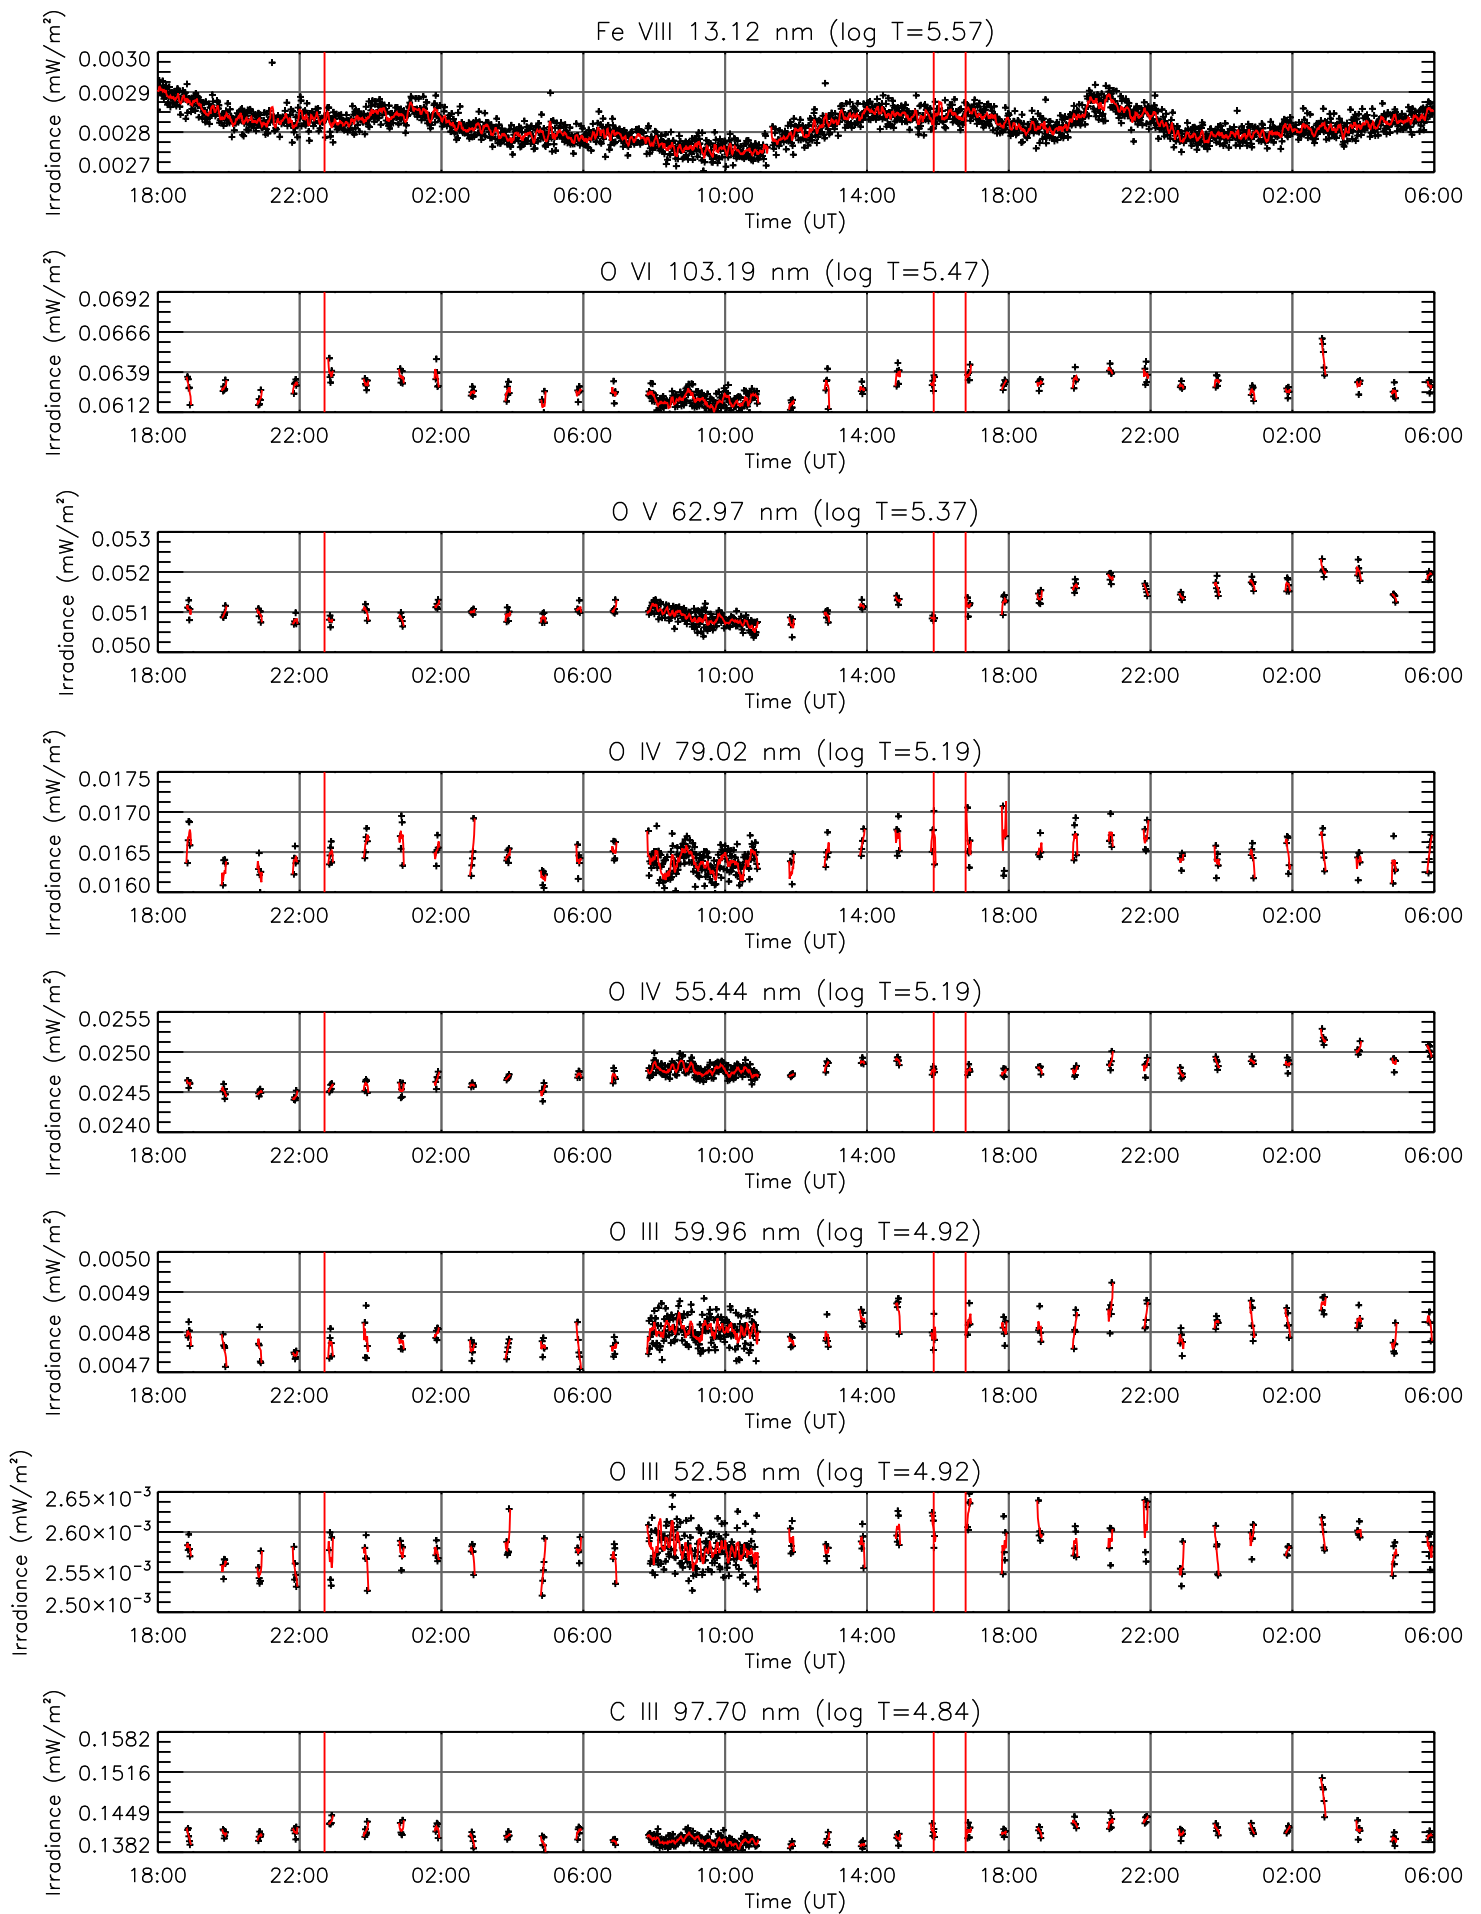 Fe VIII 13.12 nm (log T=5.57)
Irradiance (mW/m²)
0.0030
0.0029
0.0028
0.0027
18:00 22:00 02:00 06:00 10:00 14:00 18:00 22:00 02:00 06:00
Time (UT)
O VI 103.19 nm (log T=5.47)
Irradiance (mW/m²)
0.0692
0.0666
0.0639
0.0612
18:00 22:00 02:00 06:00 10:00 14:00 18:00 22:00 02:00 06:00
Time (UT)
O V 62.97 nm (log T=5.37)
Irradiance (mW/m²)
0.053
0.052
0.051
0.050
18:00 22:00 02:00 06:00 10:00 14:00 18:00 22:00 02:00 06:00
Time (UT)
O IV 79.02 nm (log T=5.19)
Irradiance (mW/m²)
0.0175
0.0170
0.0165
0.0160
18:00 22:00 02:00 06:00 10:00 14:00 18:00 22:00 02:00 06:00
Time (UT)
O IV 55.44 nm (log T=5.19)
Irradiance (mW/m²)
0.0255
0.0250
0.0245
0.0240
18:00 22:00 02:00 06:00 10:00 14:00 18:00 22:00 02:00 06:00
Time (UT)
O III 59.96 nm (log T=4.92)
Irradiance (mW/m²)
0.0050
0.0049
0.0048
0.0047
18:00 22:00 02:00 06:00 10:00 14:00 18:00 22:00 02:00 06:00
Time (UT)
O III 52.58 nm (log T=4.92)
Irradiance (mW/m²)
2.65×10⁻³
2.60×10⁻³
2.55×10⁻³
2.50×10⁻³
18:00 22:00 02:00 06:00 10:00 14:00 18:00 22:00 02:00 06:00
Time (UT)
C III 97.70 nm (log T=4.84)
Irradiance (mW/m²)
0.1582
0.1516
0.1449
0.1382
18:00 22:00 02:00 06:00 10:00 14:00 18:00 22:00 02:00 06:00
Time (UT)